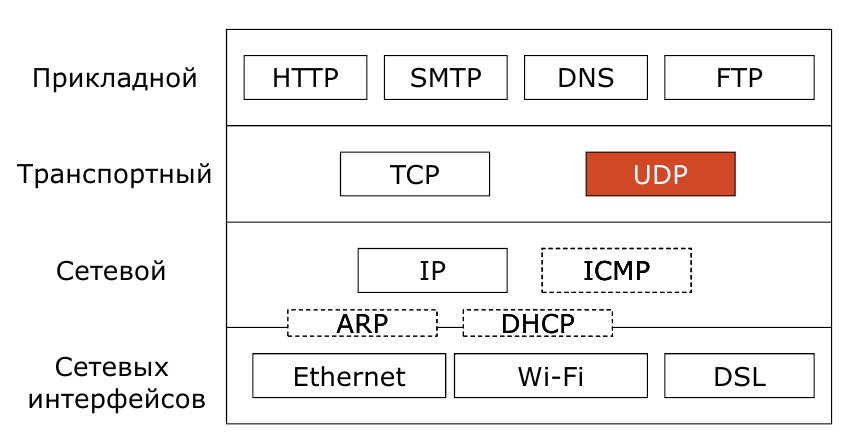 Прикладной
HTTP SMTP DNS FTP
Транспортный
TCP UDP
Сетевой
IP ICMP
ARP DHCP
Сетевых
интерфейсов
Ethernet Wi-Fi DSL